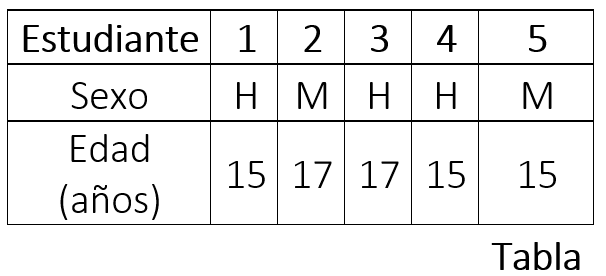 Estudiante 1 2 3 4 5
Sexo H M H H M
Edad
(años) 15 17 17 15 15
Tabla